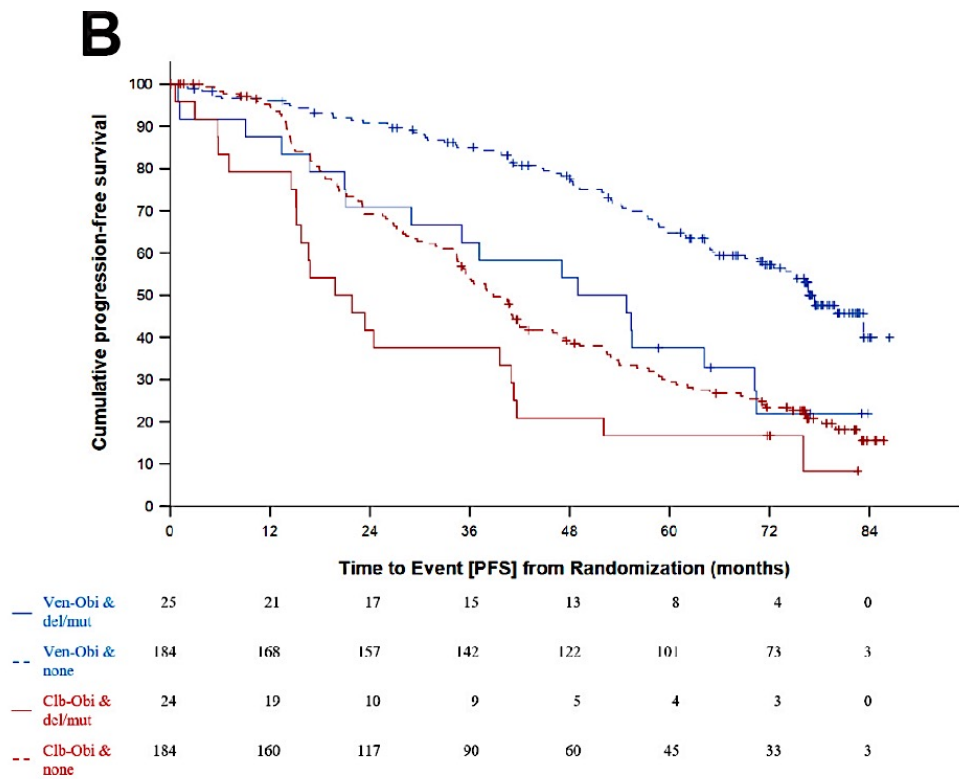 B
Cumulative progression-free survival
100
90
80
70
60
50
40
30
20
10
0
0 12 24 36 48 60 72 84
Time to Event [PFS] from Randomization (months)
Ven-Obi & del/mut 25 21 17 15 13 8 4 0
Ven-Obi & none 184 168 157 142 122 101 73 3
Clb-Obi & del/mut 24 19 10 9 5 4 3 0
Clb-Obi & none 184 160 117 90 60 45 33 3